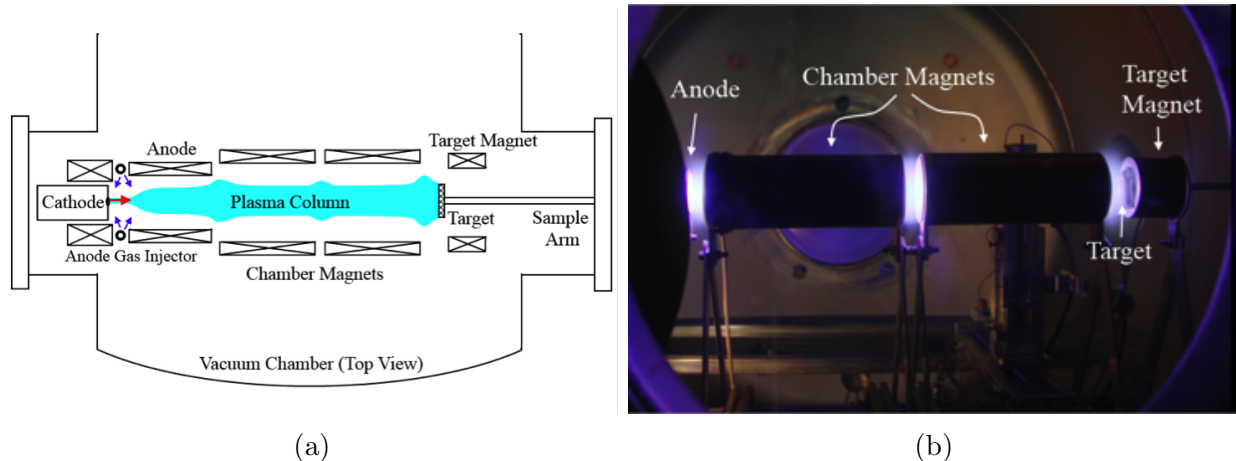 Anode
Target Magnet
Cathode
Plasma Column
Target
Sample
Arm
Anode Gas Injector
Chamber Magnets
Vacuum Chamber (Top View)
(a)
Chamber Magnets
Anode
Target
Magnet
Target
(b)